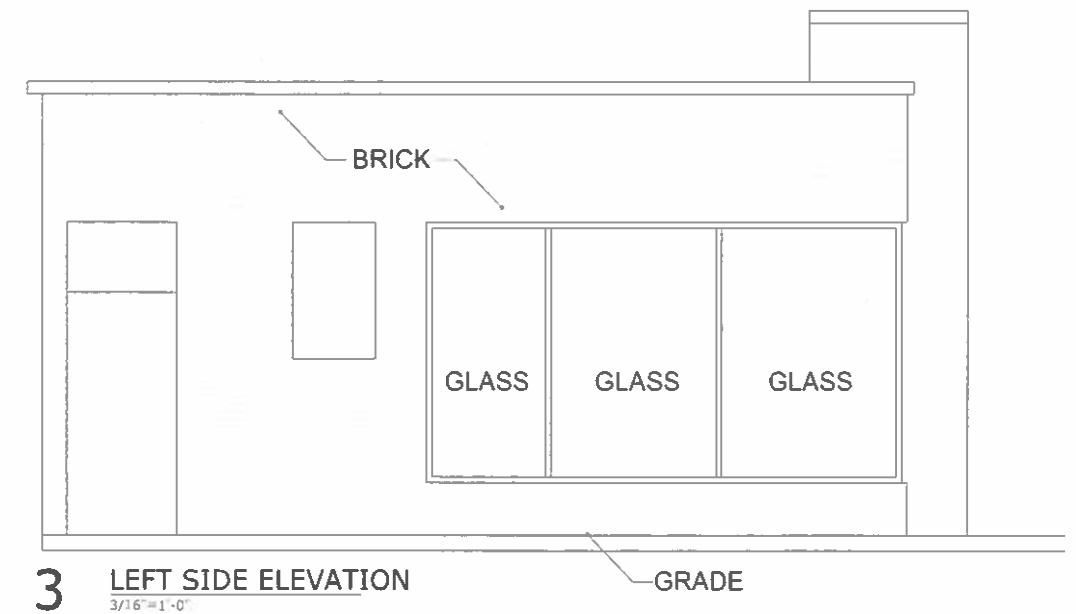 BRICK
GLASS GLASS GLASS
GRADE
3 LEFT SIDE ELEVATION
3/16"=1'-0"